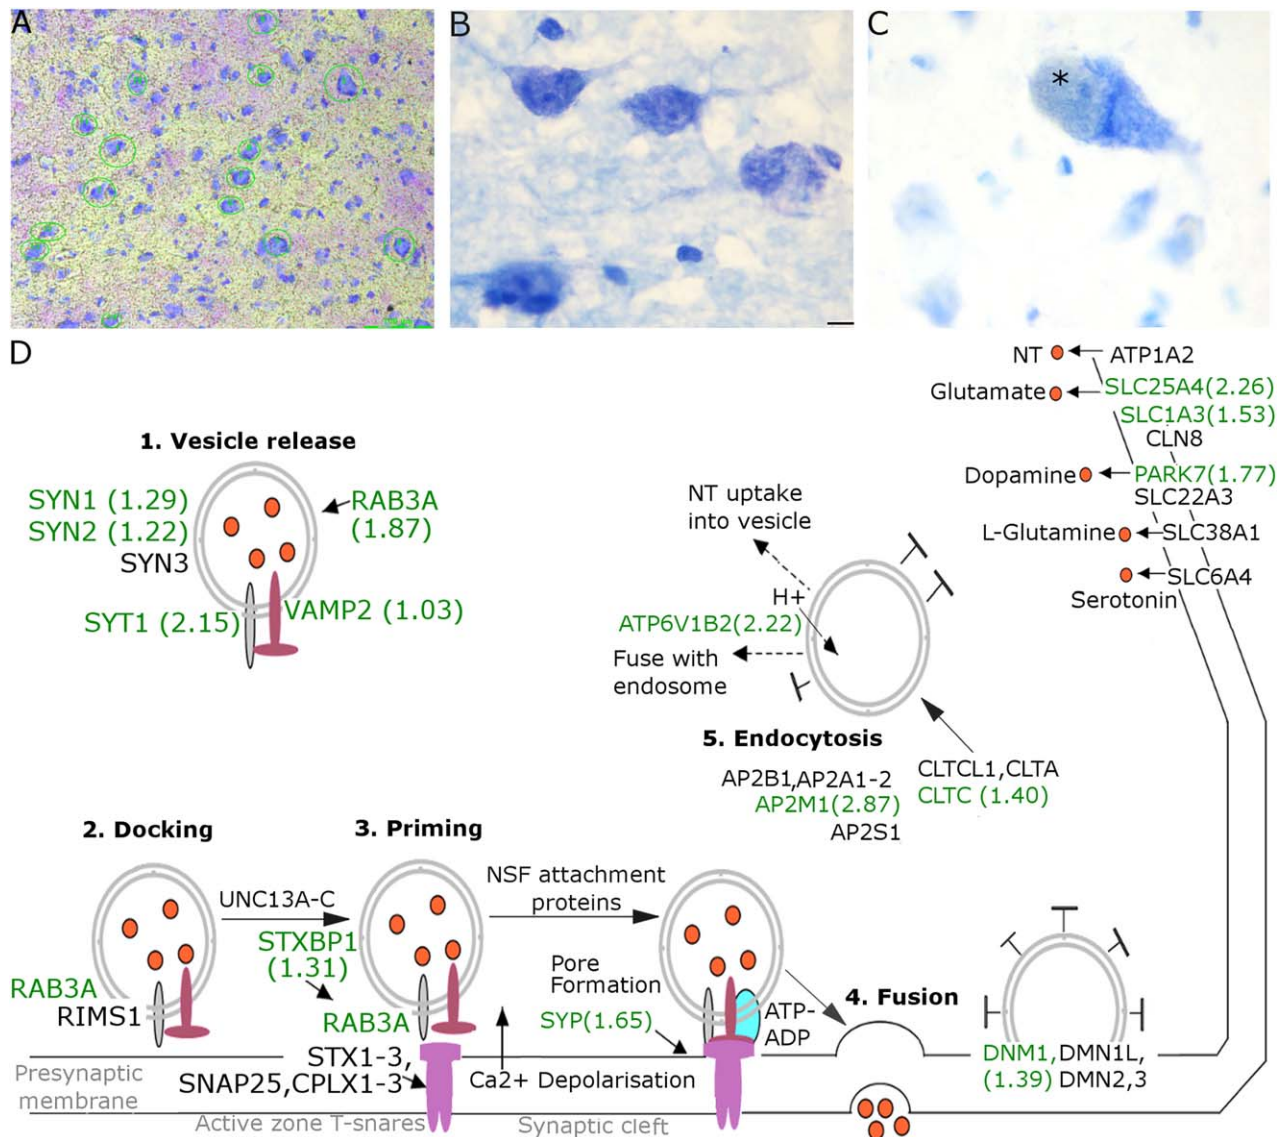 A
B
C
*
D
NT
ATP1A2
Glutamate
SLC25A4(2.26)
SLC1A3(1.53)
CLN8
Dopamine
PARK7(1.77)
SLC22A3
L-Glutamine
SLC38A1
SLC6A4
Serotonin
1. Vesicle release
SYN1 (1.29)
SYN2 (1.22)
SYN3
RAB3A
(1.87)
SYT1 (2.15)
VAMP2 (1.03)
NT uptake
into vesicle
H+
ATP6V1B2(2.22)
Fuse with
endosome
5. Endocytosis
AP2B1,AP2A1-2
AP2M1(2.87)
AP2S1
CLTCL1,CLTA
CLTC (1.40)
2. Docking
3. Priming
UNC13A-C
STXBP1
(1.31)
NSF attachment
proteins
RAB3A
RIMS1
RAB3A
Pore
Formation
SYP(1.65)
ATP-
ADP
4. Fusion
STX1-3,
SNAP25,CPLX1-3
Ca2+ Depolarisation
DNM1,DMN1L,
(1.39) DMN2,3
Presynaptic
membrane
Active zone T-snares
Synaptic cleft